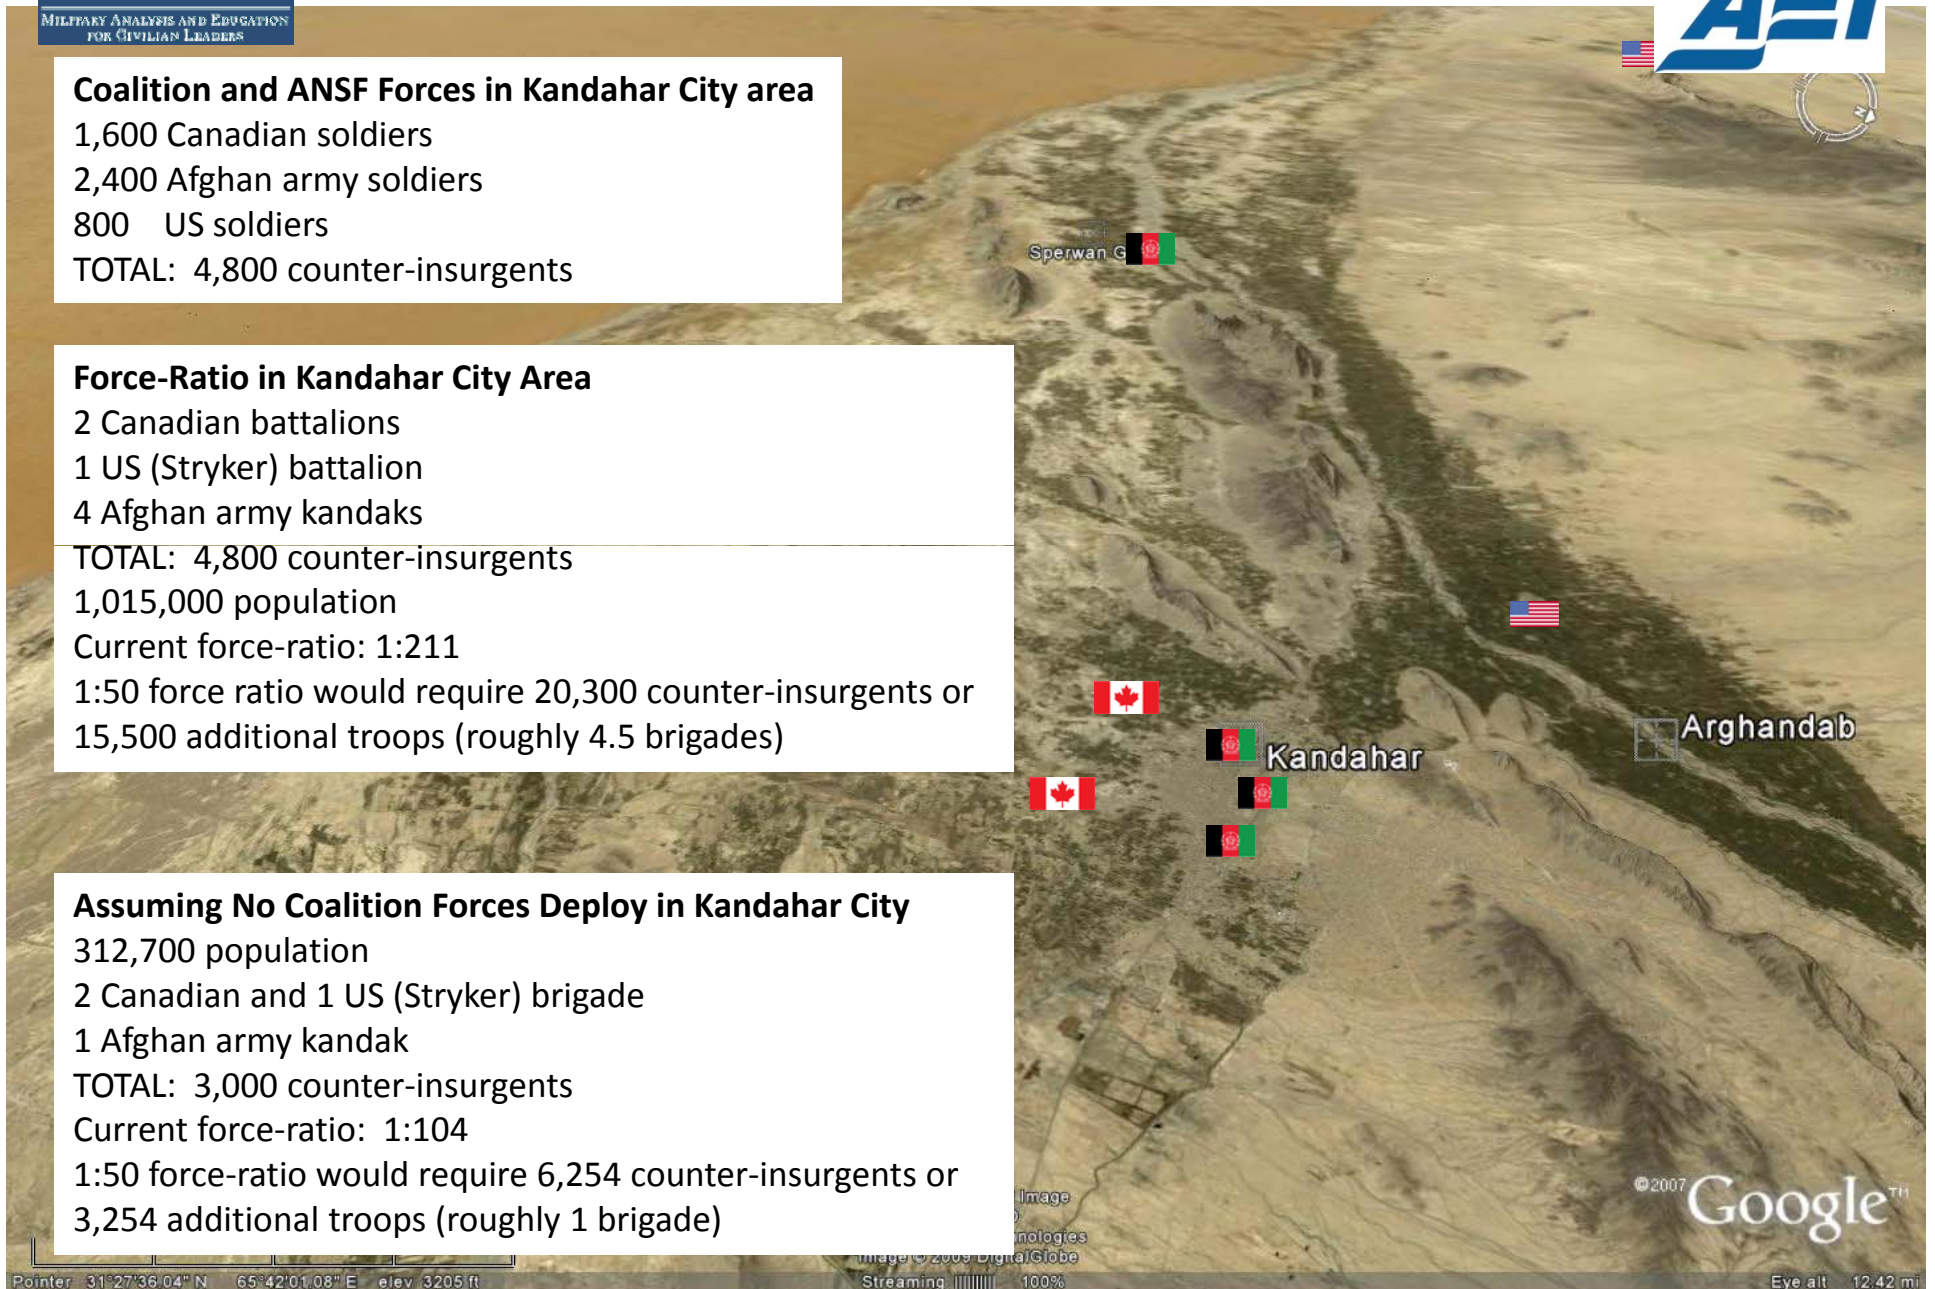 MILITARY ANALYSIS AND EDUCATION
FOR CIVILIAN LEADERS
AEI
Coalition and ANSF Forces in Kandahar City area
1,600 Canadian soldiers
2,400 Afghan army soldiers
800 US soldiers
TOTAL: 4,800 counter-insurgents
N
Sperwan G
Force-Ratio in Kandahar City Area
2 Canadian battalions
1 US (Stryker) battalion
4 Afghan army kandaks
TOTAL: 4,800 counter-insurgents
1,015,000 population
Current force-ratio: 1:211
1:50 force ratio would require 20,300 counter-insurgents or
15,500 additional troops (roughly 4.5 brigades)
Arghandab
Kandahar
Assuming No Coalition Forces Deploy in Kandahar City
312,700 population
2 Canadian and 1 US (Stryker) brigade
1 Afghan army kandak
TOTAL: 3,000 counter-insurgents
Current force-ratio: 1:104
1:50 force-ratio would require 6,254 counter-insurgents or
3,254 additional troops (roughly 1 brigade)
Image
nologies
Image © 2009 DigitalGlobe
©2007 Google™
Pointer 31°27'36.04" N 65°42'01.08" E elev 3205 ft
Streaming 100%
Eye alt 12.42 mi